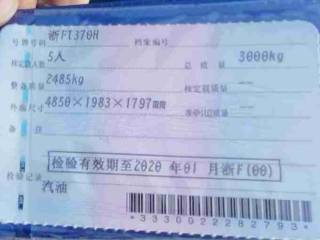 号牌号码 浙FT370H 档案编号
核定载人数 5人 总质量 3000kg
整备质量 2485kg 核定载质量 --
外廓尺寸 4850×1983×1797mm 准牵引总质量 --
备注
检验有效期至2020 年01 月浙F(00)
检验记录
汽油
*3330022282793*